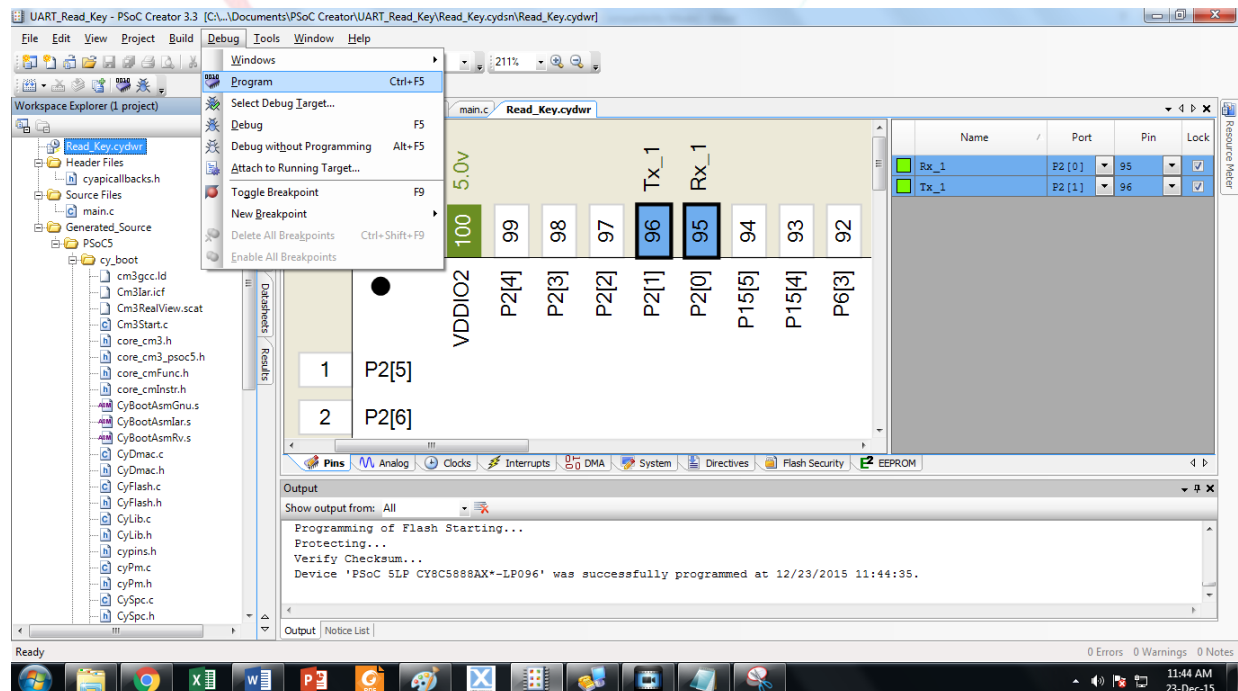 UART_Read_Key - PSoC Creator 3.3 [C:\...\Documents\PSoC Creator\UART_Read_Key\Read_Key.cydsn\Read_Key.cydwr]
File Edit View Project Build Debug Tools Window Help
211%
Windows
Program Ctrl+F5
Select Debug Target...
Debug F5
Debug without Programming Alt+F5
Attach to Running Target...
Toggle Breakpoint F9
New Breakpoint
Delete All Breakpoints Ctrl+Shift+F9
Enable All Breakpoints
Workspace Explorer (1 project)
Read_Key.cydwr
Header Files
cyapicallbacks.h
Source Files
main.c
Generated_Source
PSoC5
cy_boot
cm3gcc.ld
Cm3Iar.icf
Cm3RealView.scat
Cm3Start.c
core_cm3.h
core_cm3_psoc5.h
core_cmFunc.h
core_cmInstr.h
CyBootAsmGnu.s
CyBootAsmIar.s
CyBootAsmRv.s
CyDmac.c
CyDmac.h
CyFlash.c
CyFlash.h
CyLib.c
CyLib.h
cypins.h
cyPm.c
cyPm.h
CySpc.c
CySpc.h
Datasheets
Results
main.c Read_Key.cydwr
5.0v Tx_1 Rx_1
100 99 98 97 96 95 94 93 92
VDDIO2 P2[4] P2[3] P2[2] P2[1] P2[0] P15[5] P15[4] P6[3]
1 P2[5]
2 P2[6]
Name / Port Pin Lock
Rx_1 P2[0] 95
Tx_1 P2[1] 96
Resource Meter
Pins Analog Clocks Interrupts DMA System Directives Flash Security EEPROM
Output
Show output from: All
Programming of Flash Starting...
Protecting...
Verify Checksum...
Device 'PSoC 5LP CY8C5888AX*-LP096' was successfully programmed at 12/23/2015 11:44:35.
Output Notice List
Ready
0 Errors 0 Warnings 0 Notes
11:44 AM
23-Dec-15